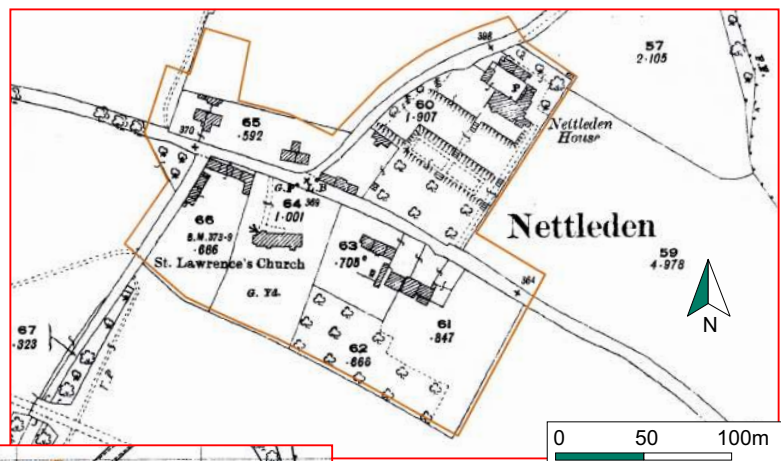 57
2·105
398
60
1·907
65
·592
370
Nettleden
House
G.P. L.B
64
369
1·001
66
B.M.373·9
·686
St. Lawrence's Church
G. Yd.
63
·708
Nettleden
59
4·978
N
364
61
·847
62
·666
67
·323
F.P.
0 50 100m